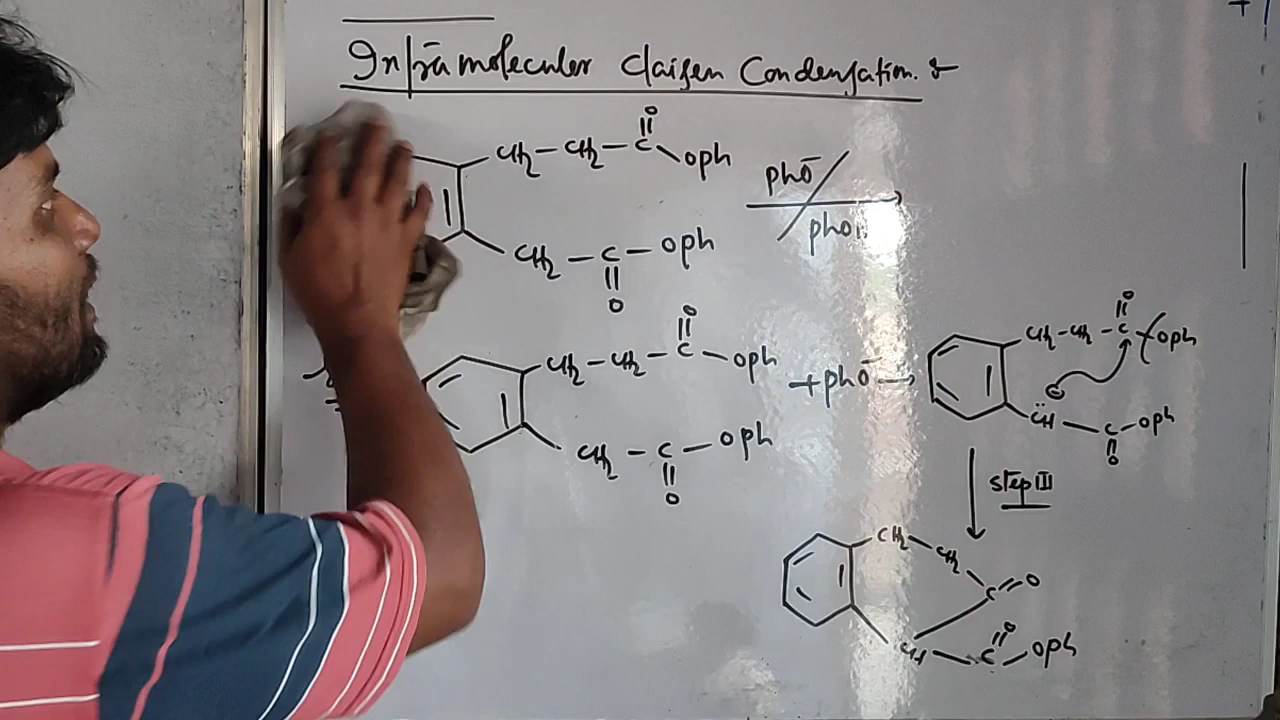 Intramolecular Claisen Condensation :-
CH2 - CH2 - C - Oph
O
phO-
phO
CH2 - C - Oph
O
CH2 - CH2 - C - Oph
O
+ phO- →
CH2 - C - Oph
O
CH2 - CH2 - C - Oph
O
CH - C - Oph
O
Step II
CH2 - CH2
C = O
CH - C - Oph
O